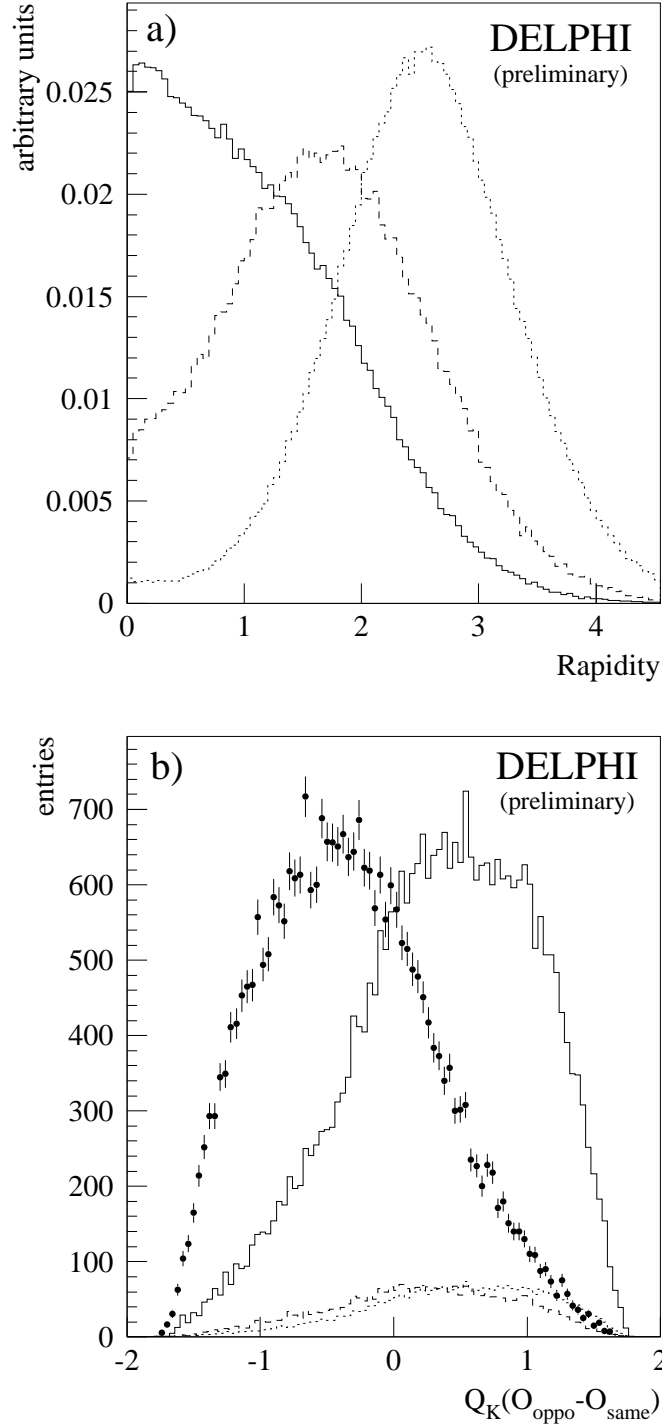 a)
DELPHI
(preliminary)
arbitrary units
0.025
0.02
0.015
0.01
0.005
0
0 1 2 3 4
Rapidity
b)
DELPHI
(preliminary)
entries
700
600
500
400
300
200
100
0
-2 -1 0 1 2
Q_K(O_oppo-O_same)